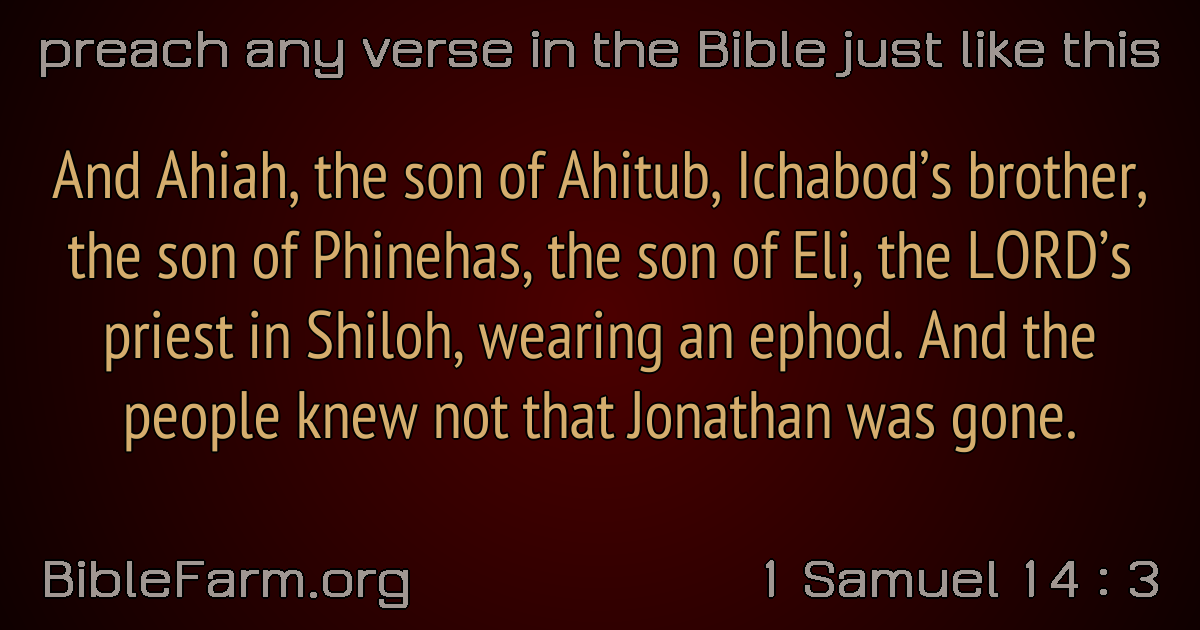 preach any verse in the Bible just like this
And Ahiah, the son of Ahitub, Ichabod’s brother,
the son of Phinehas, the son of Eli, the LORD’s
priest in Shiloh, wearing an ephod. And the
people knew not that Jonathan was gone.
BibleFarm.org
1 Samuel 14 : 3